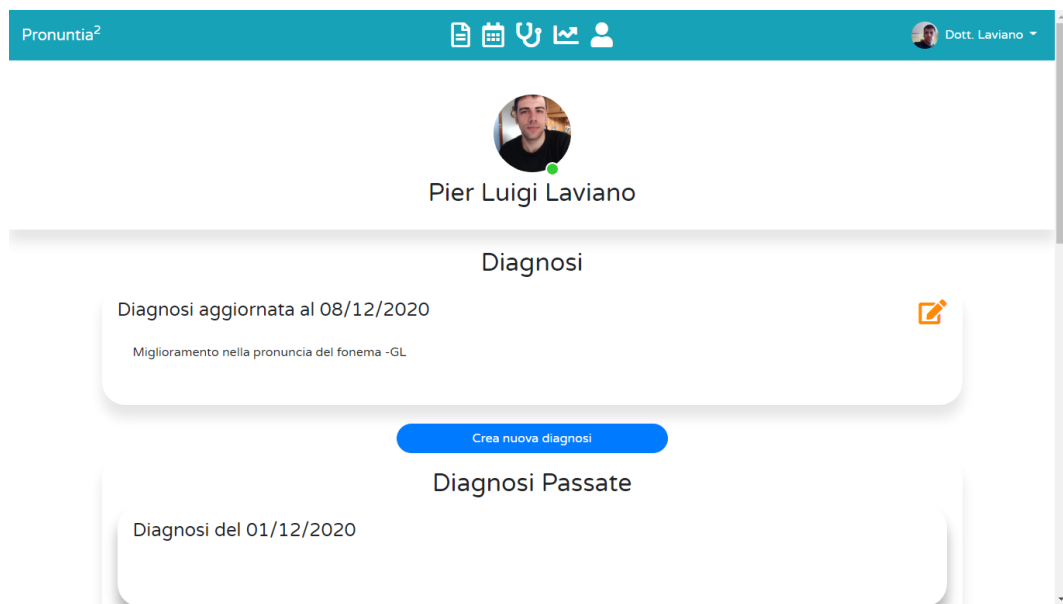 Pronuntia²
Dott. Laviano
Pier Luigi Laviano
Diagnosi
Diagnosi aggiornata al 08/12/2020
Miglioramento nella pronuncia del fonema -GL
Crea nuova diagnosi
Diagnosi Passate
Diagnosi del 01/12/2020